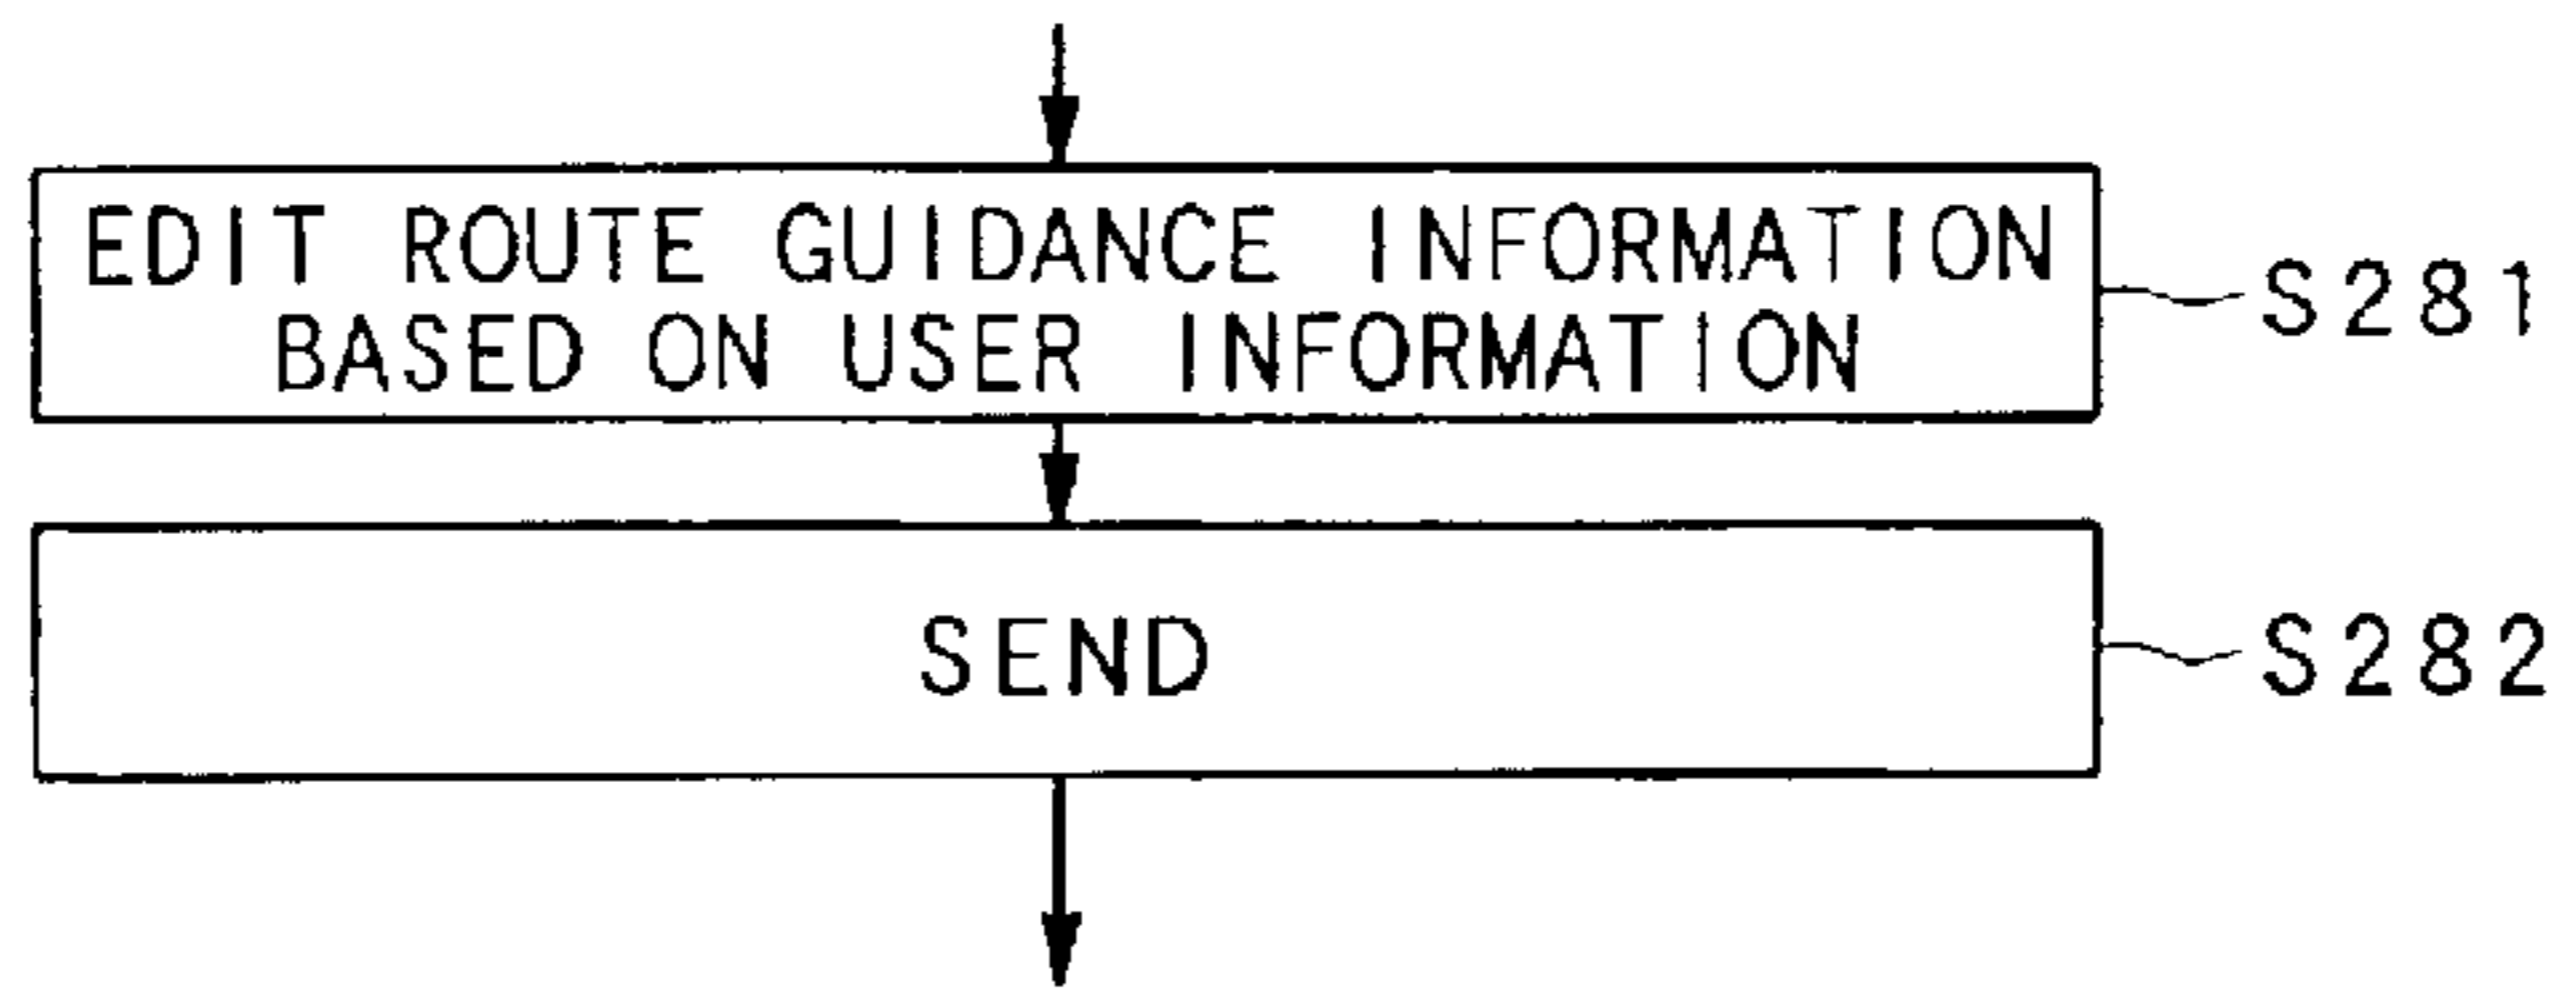 EDIT ROUTE GUIDANCE INFORMATION
BASED ON USER INFORMATION
S281
SEND
S282